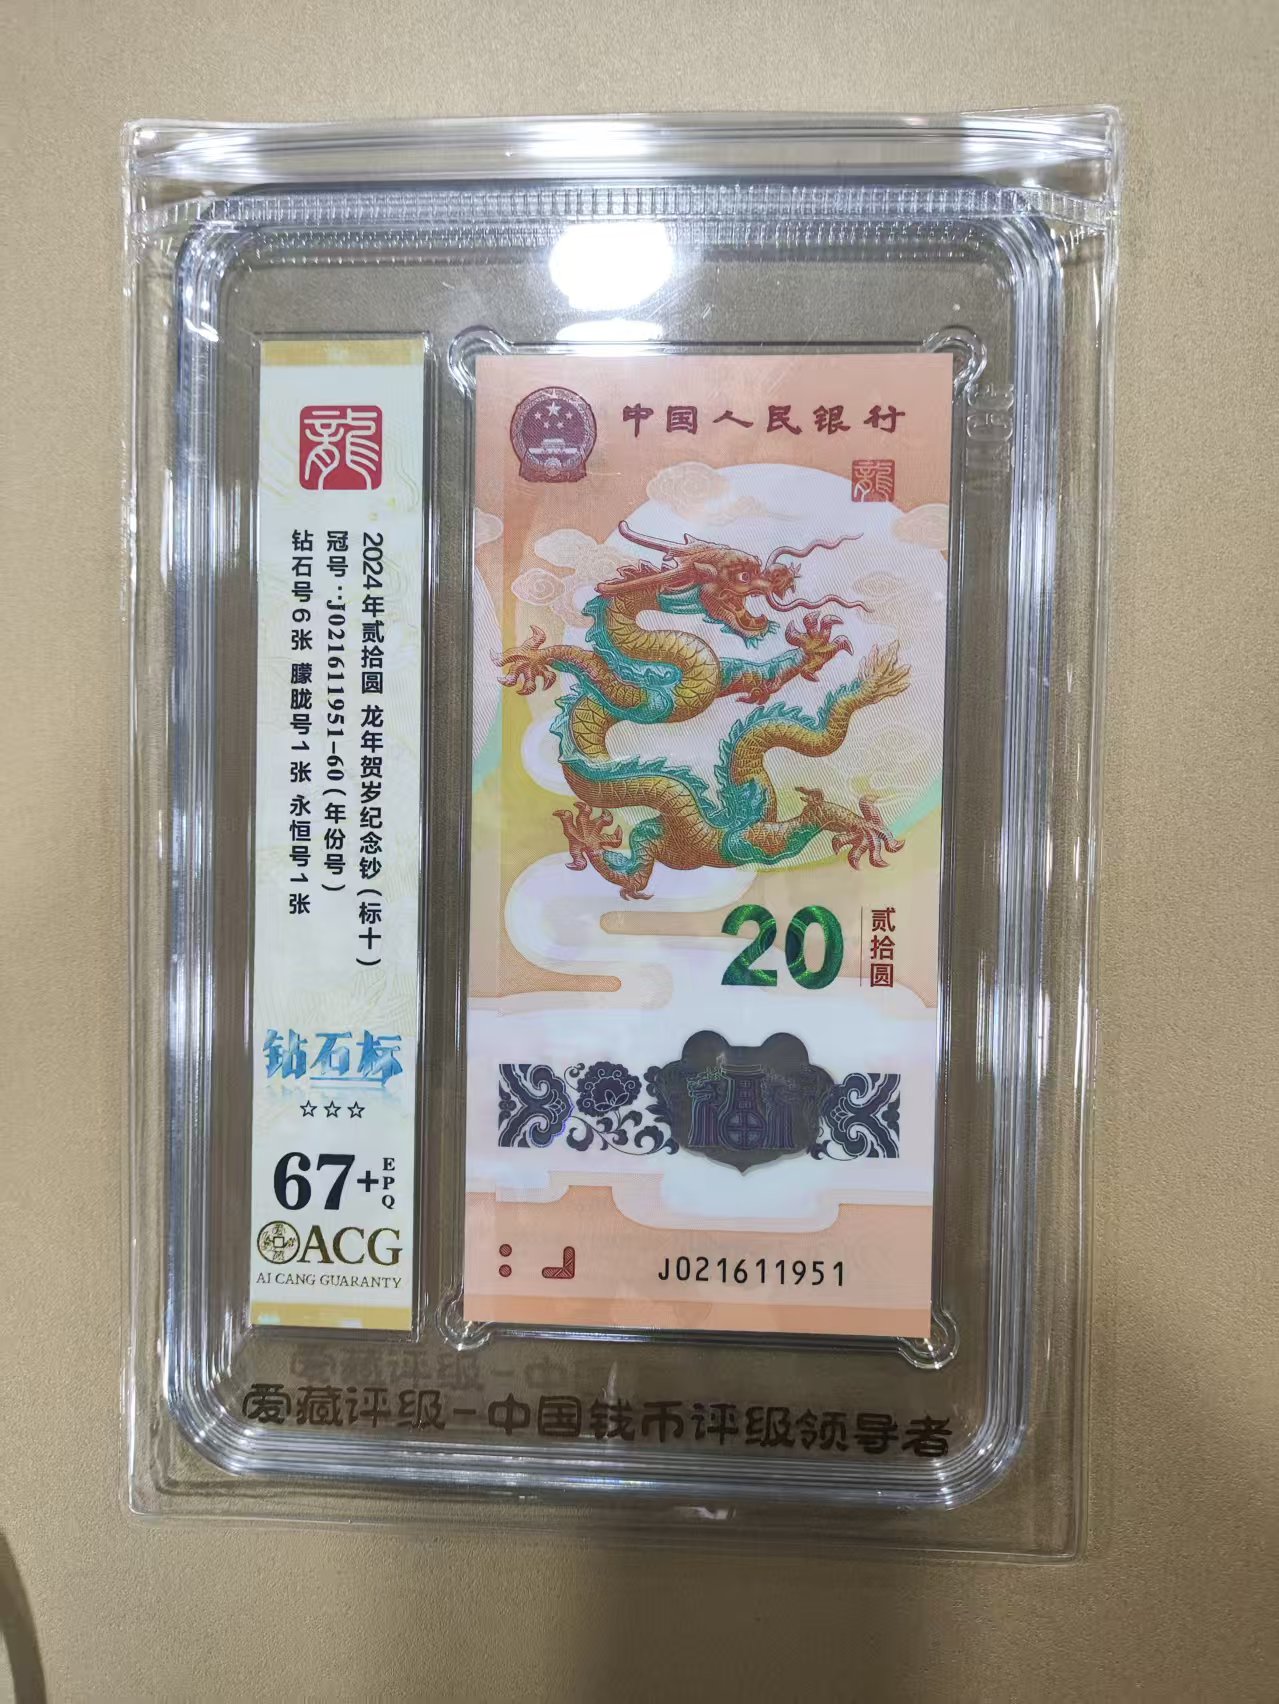 龍
2024年贰拾圆 龙年贺岁纪念钞(标十)
冠号:J021611951-60(年份号)
钻石号6张 朦胧号1张 永恒号1张
钻石标
☆☆☆
67+EPQ
ACG
AI CANG GUARANTY
中国人民银行
龍
20
贰拾圆
福
J021611951
爱藏评级-中国钱币评级领导者